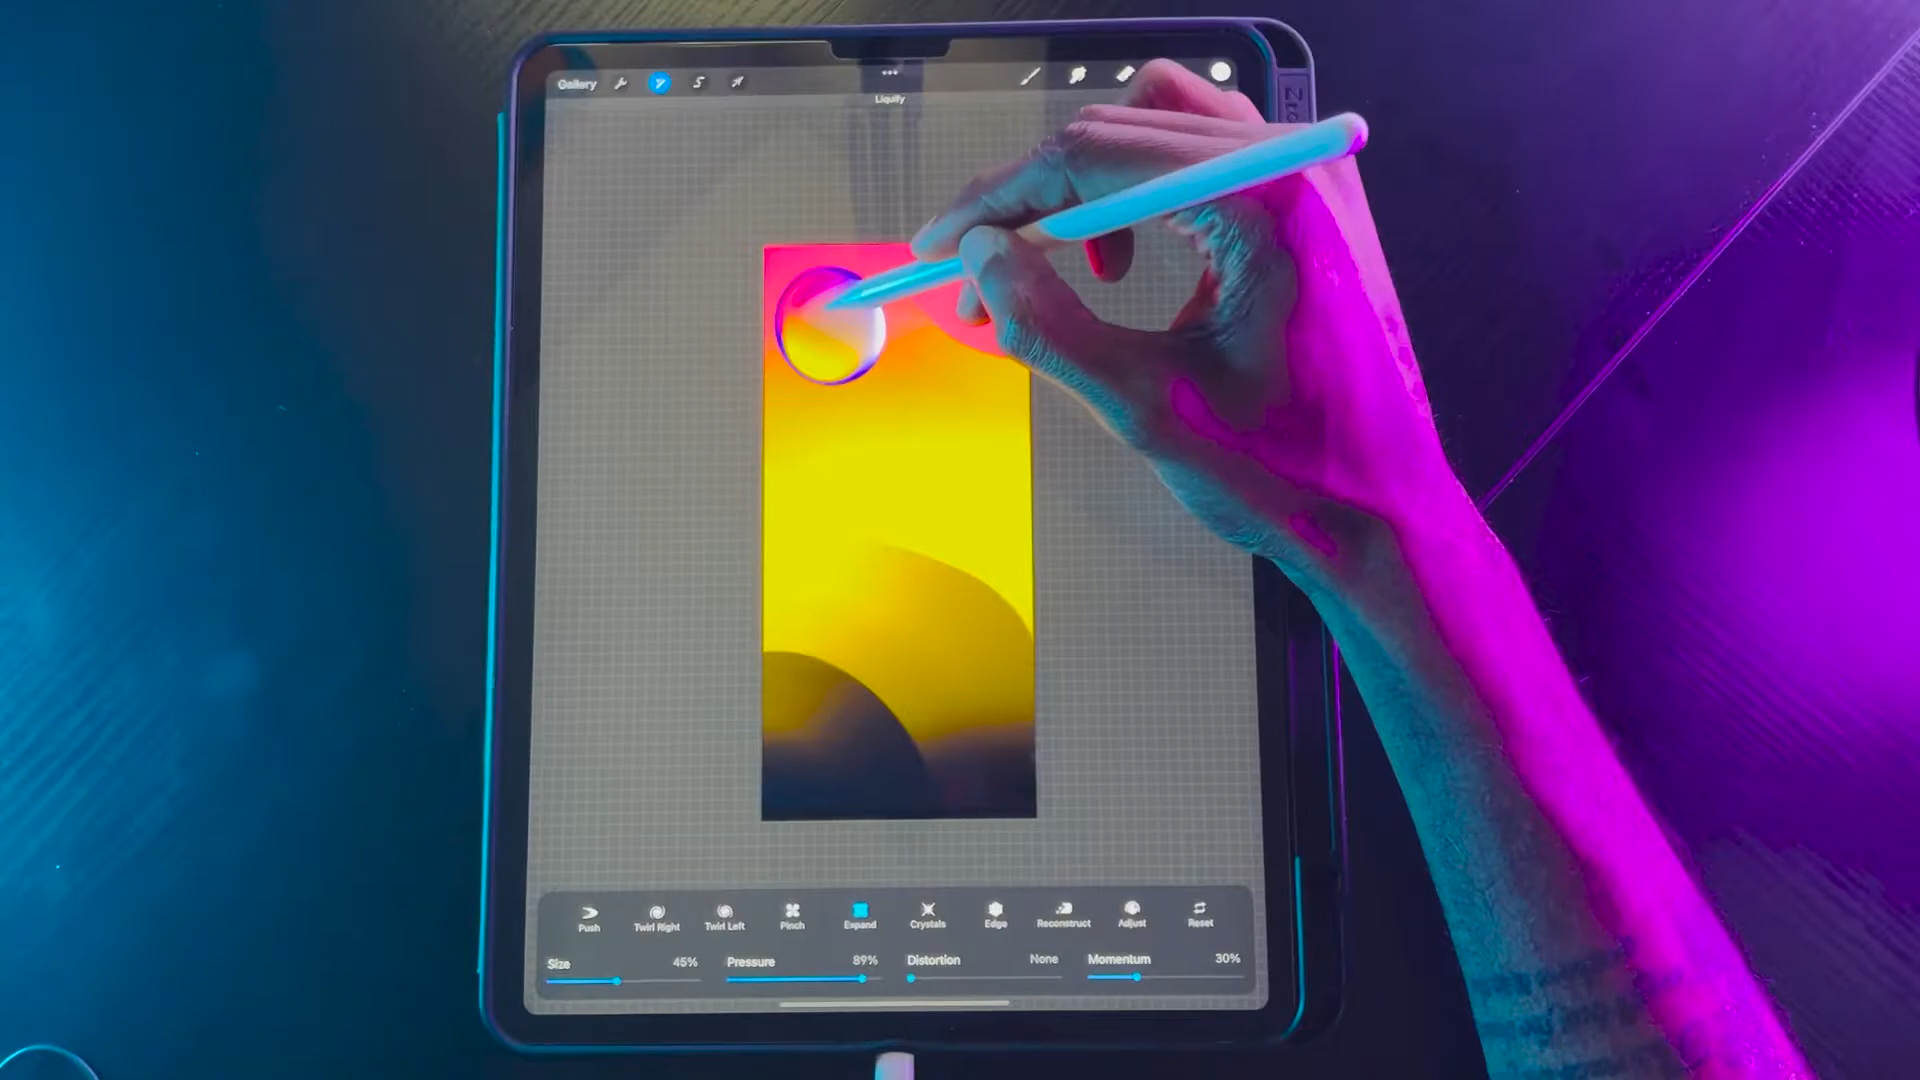 Gallery
Liquify
Push
Twirl Right
Twirl Left
Pinch
Expand
Crystals
Edge
Reconstruct
Adjust
Reset
Size 45%
Pressure 89%
Distortion None
Momentum 30%